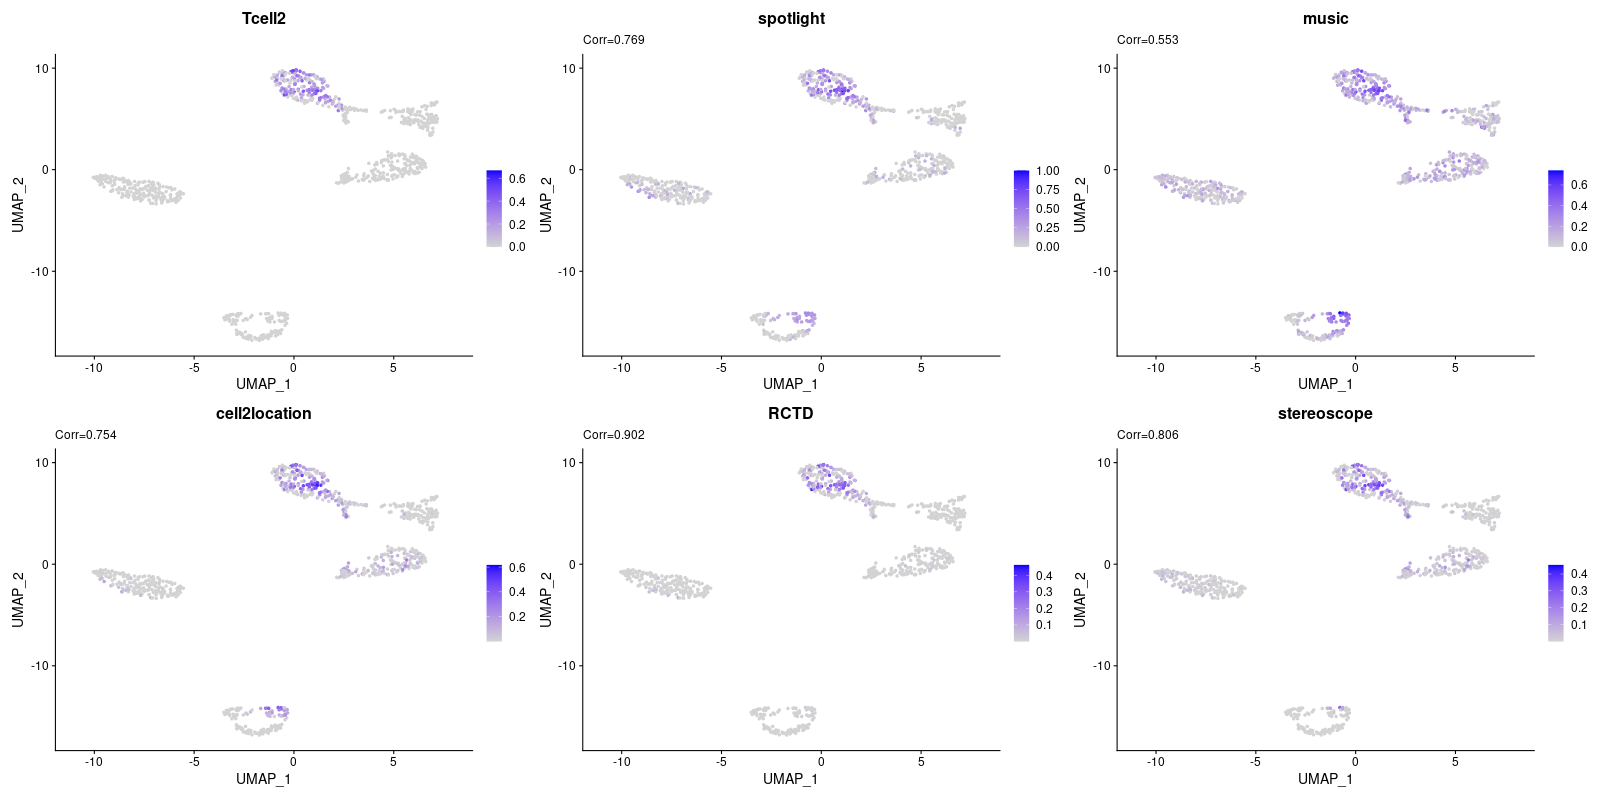 Tcell2
10
0
-10
-10
-5
0
5
UMAP_1
UMAP_2
0.6
0.4
0.2
0.0
spotlight
Corr=0.769
10
0
-10
-10
-5
0
5
UMAP_1
UMAP_2
1.00
0.75
0.50
0.25
0.00
music
Corr=0.553
10
0
-10
-10
-5
0
5
UMAP_1
UMAP_2
0.6
0.4
0.2
0.0
cell2location
Corr=0.754
10
0
-10
-10
-5
0
5
UMAP_1
UMAP_2
0.6
0.4
0.2
RCTD
Corr=0.902
10
0
-10
-10
-5
0
5
UMAP_1
UMAP_2
0.4
0.3
0.2
0.1
stereoscope
Corr=0.806
10
0
-10
-10
-5
0
5
UMAP_1
UMAP_2
0.4
0.3
0.2
0.1